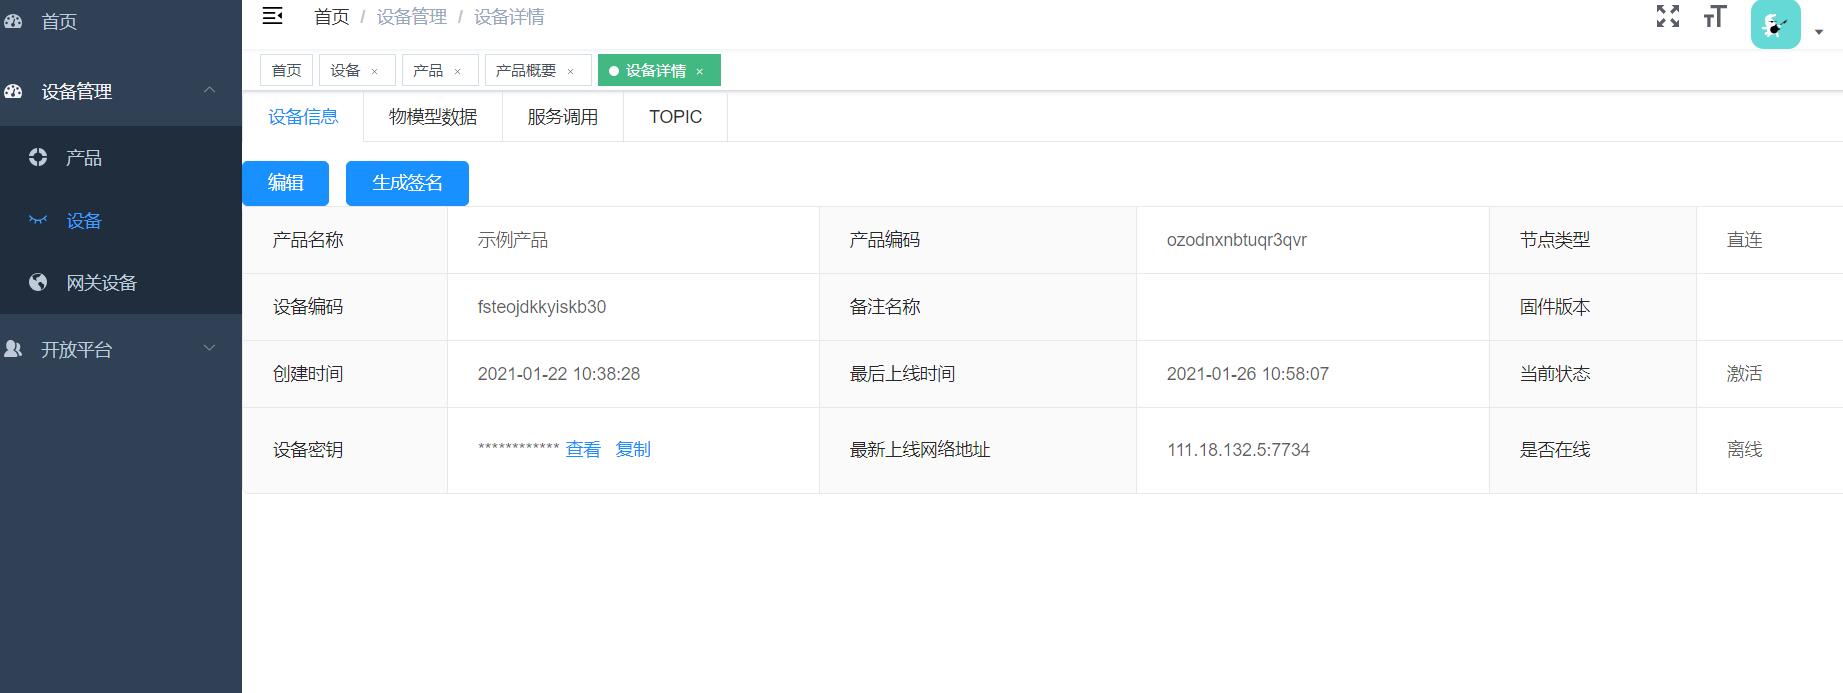 首页
设备管理
产品
设备
网关设备
开放平台
首页 / 设备管理 / 设备详情
首页 设备 × 产品 × 产品概要 × 设备详情 ×
设备信息 物模型数据 服务调用 TOPIC
编辑 生成签名
产品名称 示例产品 产品编码 ozodnxnbtuqr3qvr 节点类型 直连
设备编码 fsteojdkkyiskb30 备注名称 固件版本
创建时间 2021-01-22 10:38:28 最后上线时间 2021-01-26 10:58:07 当前状态 激活
设备密钥 ************ 查看 复制 最新上线网络地址 111.18.132.5:7734 是否在线 离线